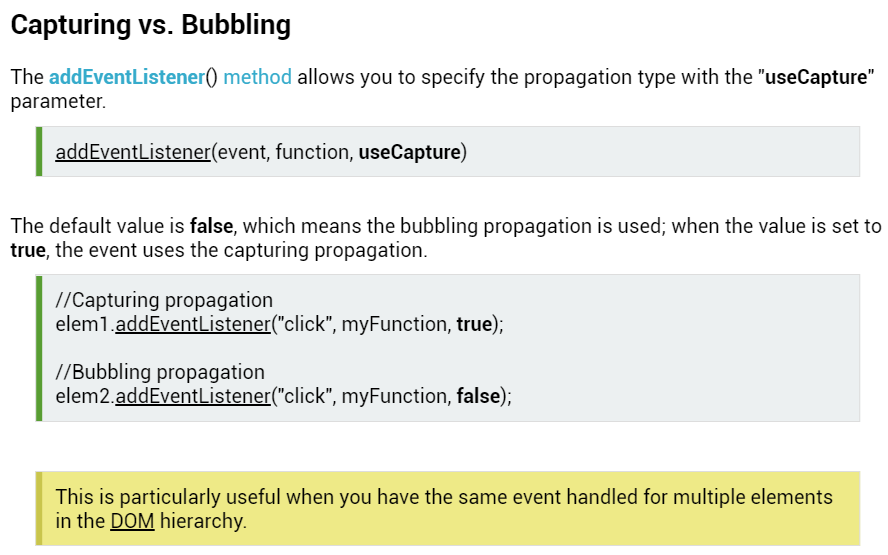 Capturing vs. Bubbling
The addEventListener() method allows you to specify the propagation type with the "useCapture"
parameter.
addEventListener(event, function, useCapture)
The default value is false, which means the bubbling propagation is used; when the value is set to
true, the event uses the capturing propagation.
//Capturing propagation
elem1.addEventListener("click", myFunction, true);
//Bubbling propagation
elem2.addEventListener("click", myFunction, false);
This is particularly useful when you have the same event handled for multiple elements
in the DOM hierarchy.